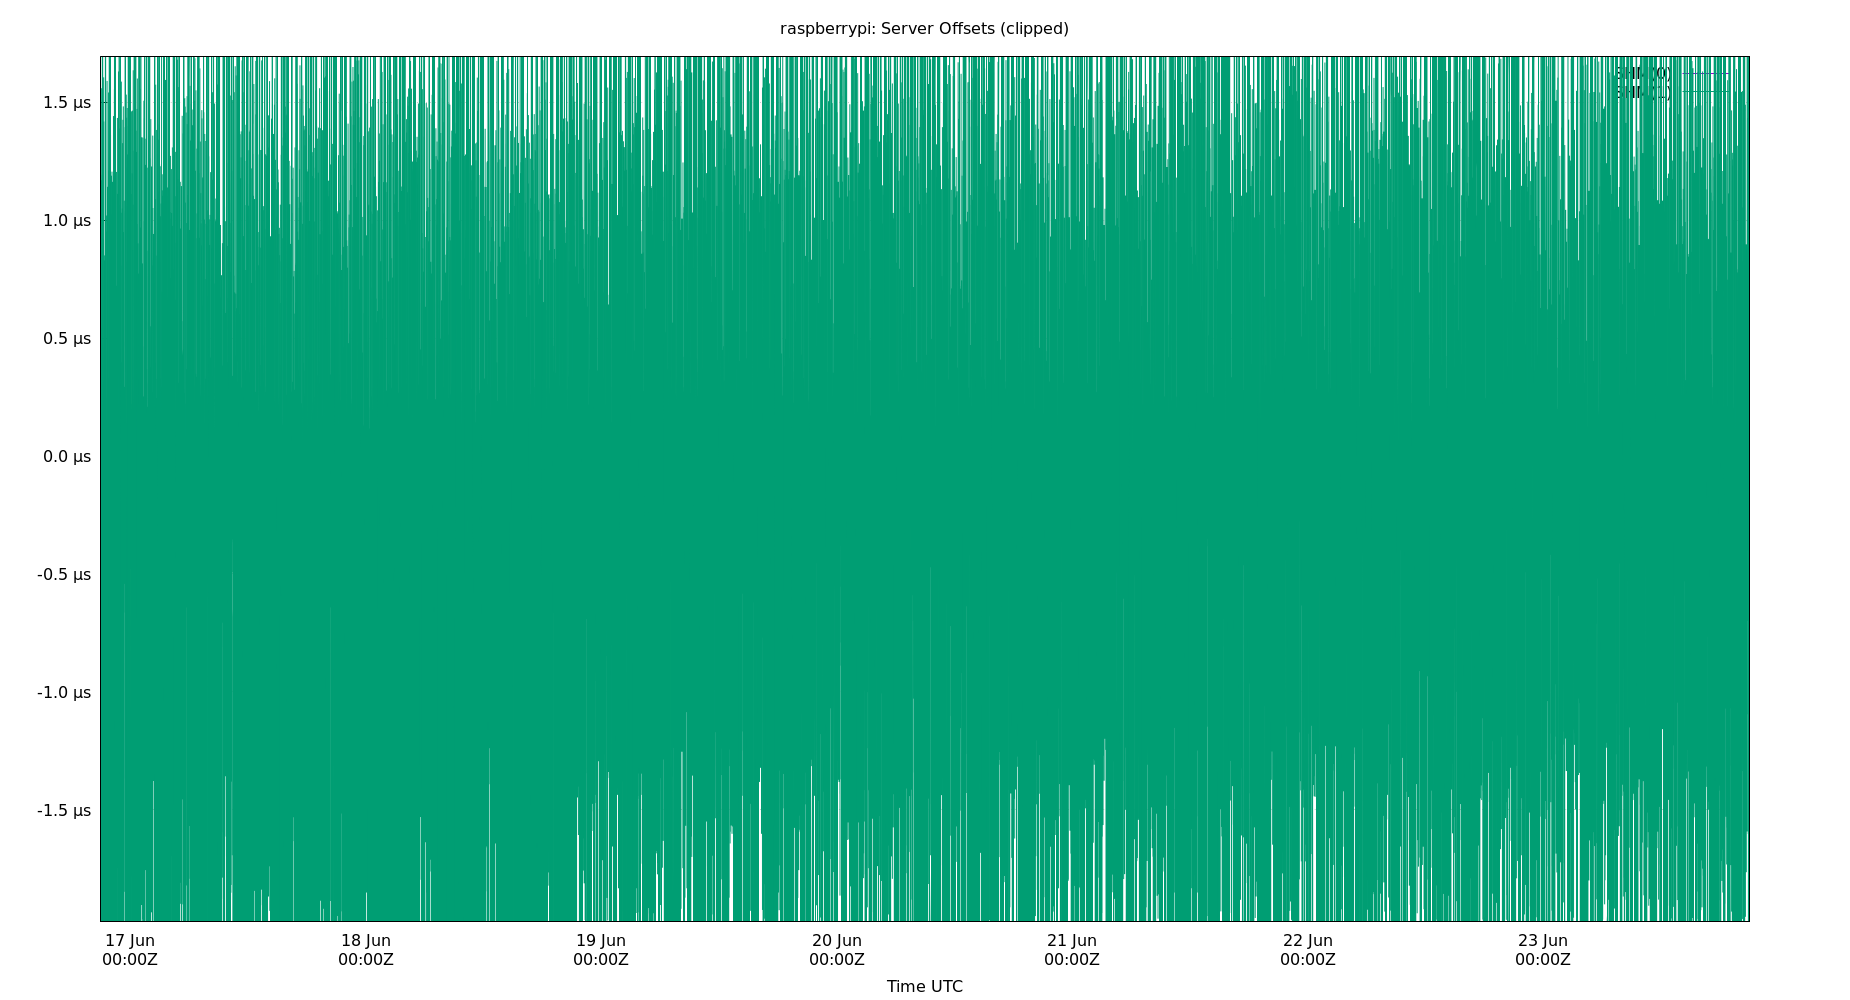 raspberrypi: Server Offsets (clipped)
1.5 µs
1.0 µs
0.5 µs
0.0 µs
-0.5 µs
-1.0 µs
-1.5 µs
17 Jun
00:00Z
18 Jun
00:00Z
19 Jun
00:00Z
20 Jun
00:00Z
21 Jun
00:00Z
22 Jun
00:00Z
23 Jun
00:00Z
Time UTC